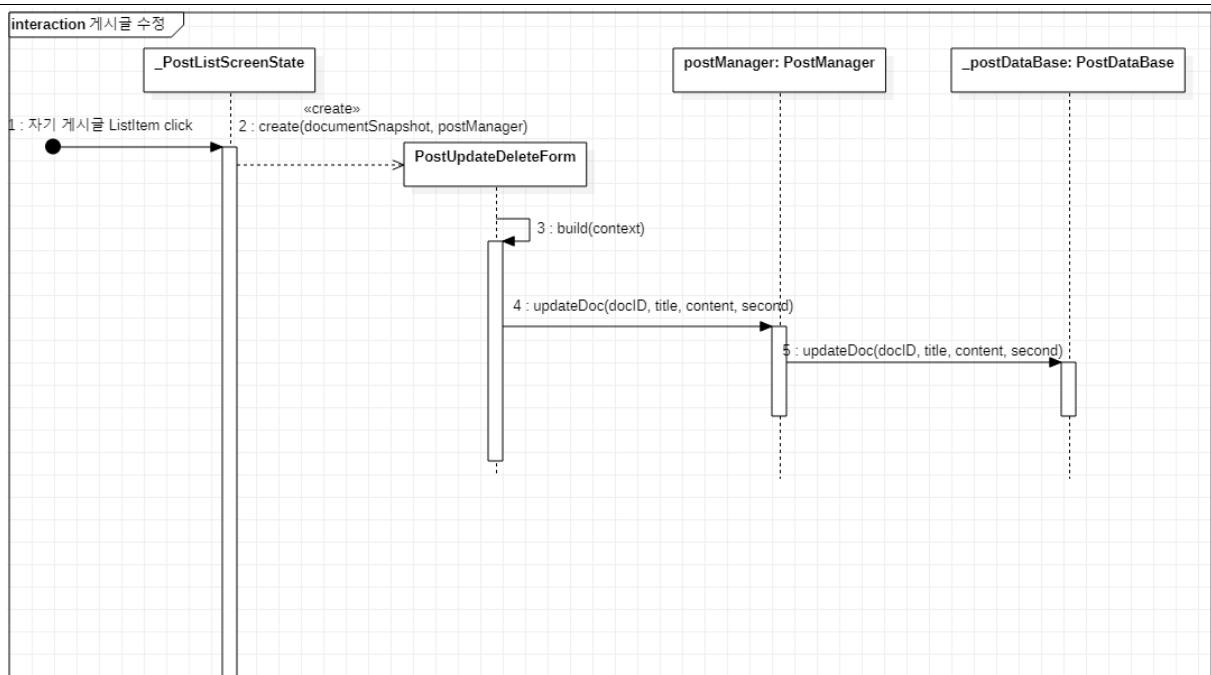 interaction 게시글 수정
_PostListScreenState
postManager: PostManager
_postDataBase: PostDataBase
1 : 자기 게시글 ListItem click
«create»
2 : create(documentSnapshot, postManager)
PostUpdateDeleteForm
3 : build(context)
4 : updateDoc(docID, title, content, second)
5 : updateDoc(docID, title, content, second)